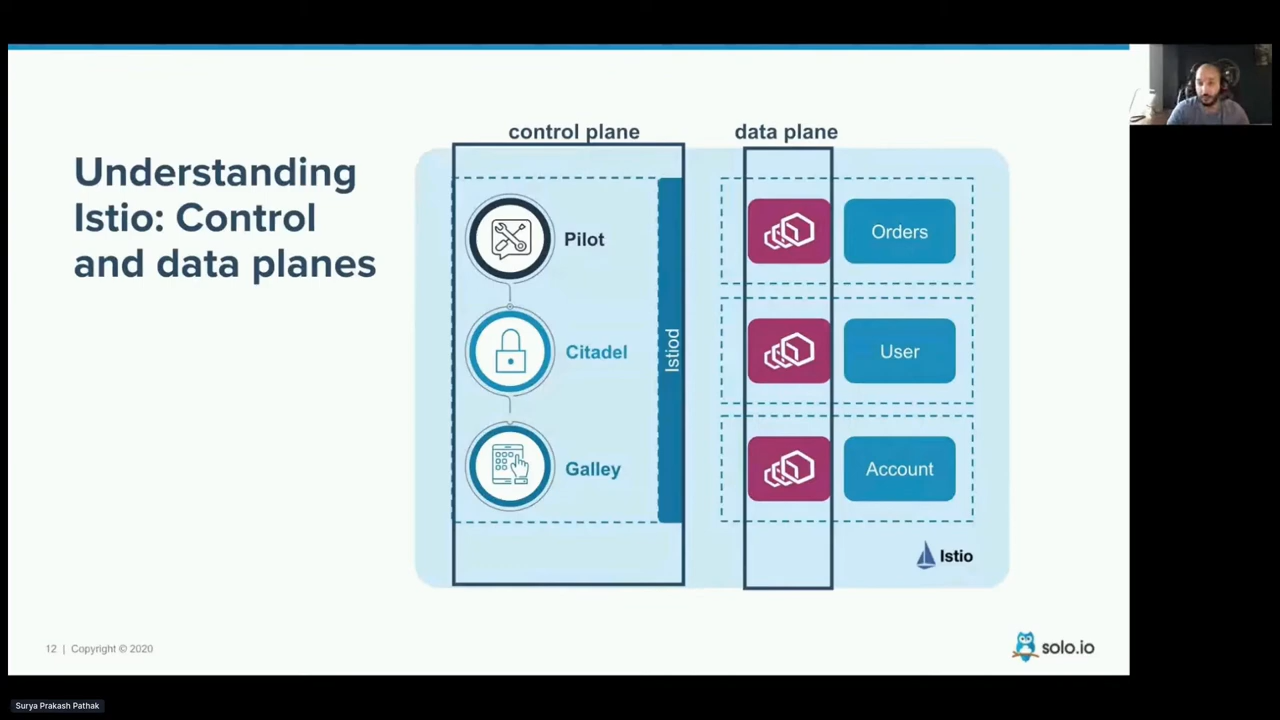 Understanding
Istio: Control
and data planes
control plane
data plane
Pilot
Citadel
Galley
Istiod
Orders
User
Account
Istio
12 | Copyright © 2020
solo.io
Surya Prakash Pathak